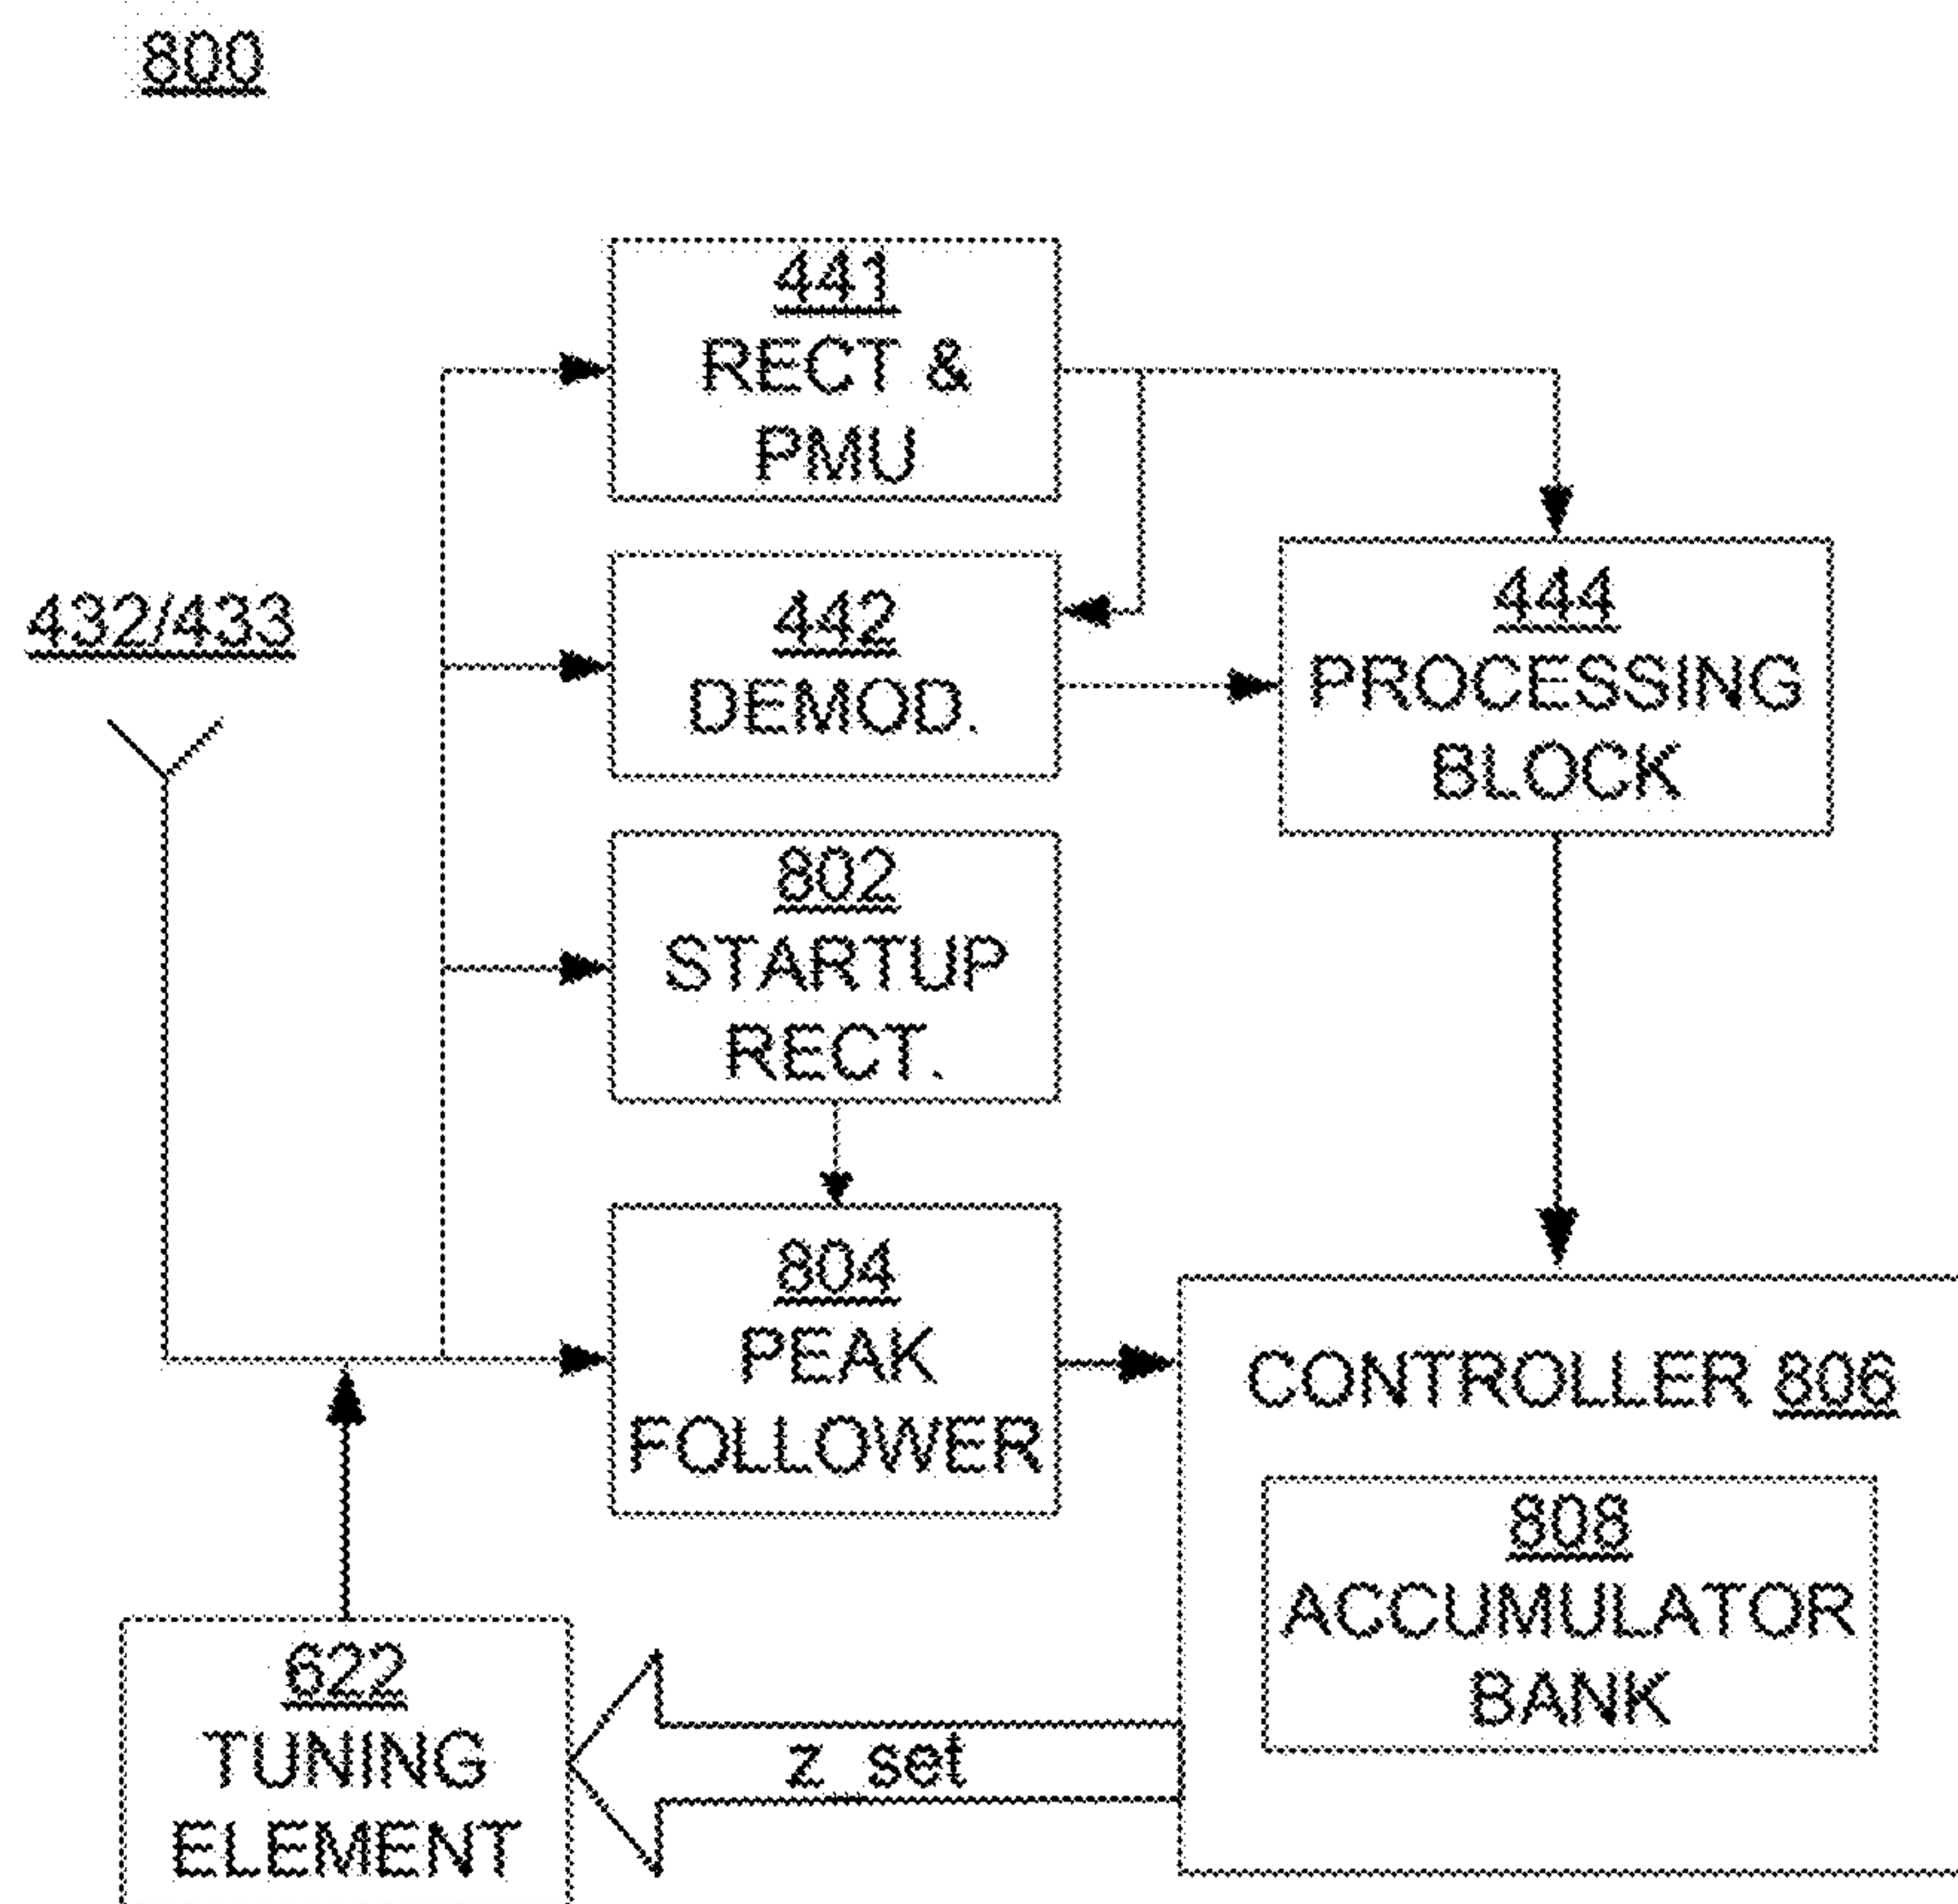 800
441
RECT &
PMU
432/433
442
DEMOD.
444
PROCESSING
BLOCK
802
STARTUP
RECT.
804
PEAK
FOLLOWER
CONTROLLER 806
808
ACCUMULATOR
BANK
622
TUNING
ELEMENT
z_set